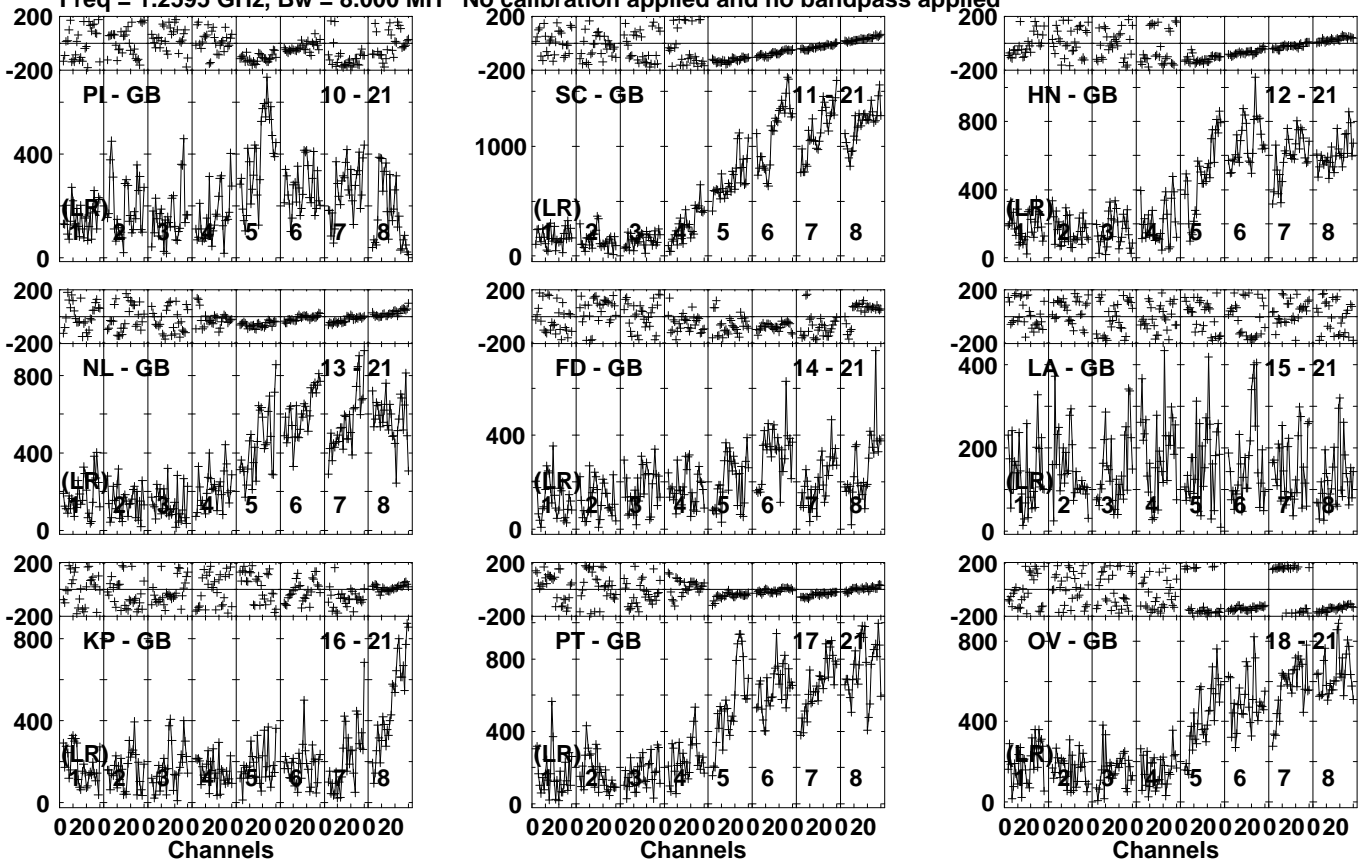 Freq = 1.2595 GHz, Bw = 8.000 MH No calibration applied and no bandpass applied
200
-200
PI - GB 10 - 21
400
(LR)
1 2 3 4 5 6 7 8
0
200
-200
SC - GB 11 - 21
1000
(LR)
1 2 3 4 5 6 7 8
0
200
-200
HN - GB 12 - 21
800
400
(LR)
1 2 3 4 5 6 7 8
0
200
-200
NL - GB 13 - 21
800
400
(LR)
1 2 3 4 5 6 7 8
0
200
-200
FD - GB 14 - 21
400
(LR)
1 2 3 4 5 6 7 8
0
200
-200
LA - GB 15 - 21
400
200
(LR)
1 2 3 4 5 6 7 8
0
200
-200
KP - GB 16 - 21
800
400
(LR)
1 2 3 4 5 6 7 8
0
020020020020020020020020
Channels
200
-200
PT - GB 17 - 21
800
400
(LR)
1 2 3 4 5 6 7 8
0
020020020020020020020020
Channels
200
-200
OV - GB 18 - 21
800
400
(LR)
1 2 3 4 5 6 7 8
0
020020020020020020020020
Channels